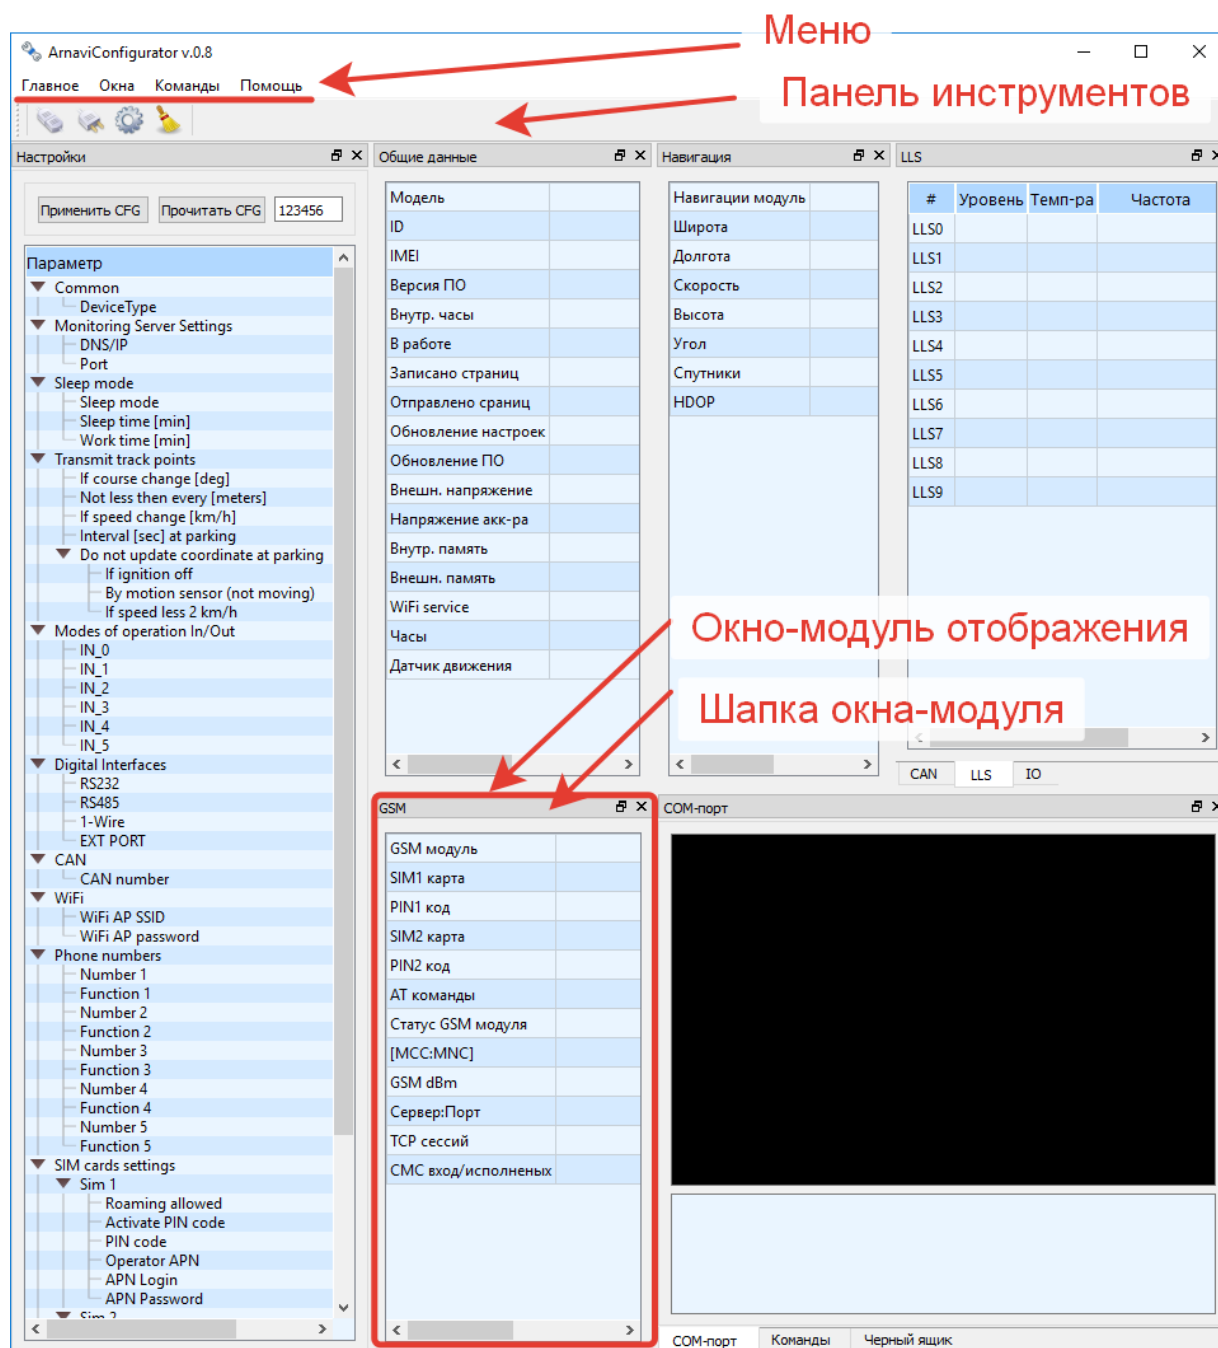 Меню
ArnaviConfigurator v.0.8
Главное Окна Команды Помощь
Панель инструментов
Настройки
Применить CFG Прочитать CFG 123456
Параметр
Common
DeviceType
Monitoring Server Settings
DNS/IP
Port
Sleep mode
Sleep mode
Sleep time [min]
Work time [min]
Transmit track points
If course change [deg]
Not less then every [meters]
If speed change [km/h]
Interval [sec] at parking
Do not update coordinate at parking
If ignition off
By motion sensor (not moving)
If speed less 2 km/h
Modes of operation In/Out
IN_0
IN_1
IN_2
IN_3
IN_4
IN_5
Digital Interfaces
RS232
RS485
1-Wire
EXT PORT
CAN
CAN number
WiFi
WiFi AP SSID
WiFi AP password
Phone numbers
Number 1
Function 1
Number 2
Function 2
Number 3
Function 3
Number 4
Function 4
Number 5
Function 5
SIM cards settings
Sim 1
Roaming allowed
Activate PIN code
PIN code
Operator APN
APN Login
APN Password
Sim 2
Общие данные
Модель
ID
IMEI
Версия ПО
Внутр. часы
В работе
Записано страниц
Отправлено сраниц
Обновление настроек
Обновление ПО
Внешн. напряжение
Напряжение акк-ра
Внутр. память
Внешн. память
WiFi service
Часы
Датчик движения
Навигация
Навигации модуль
Широта
Долгота
Скорость
Высота
Угол
Спутники
HDOP
LLS
# Уровень Темп-ра Частота
LLS0
LLS1
LLS2
LLS3
LLS4
LLS5
LLS6
LLS7
LLS8
LLS9
CAN LLS IO
Окно-модуль отображения
Шапка окна-модуля
GSM
GSM модуль
SIM1 карта
PIN1 код
SIM2 карта
PIN2 код
АТ команды
Статус GSM модуля
[MCC:MNC]
GSM dBm
Сервер:Порт
TCP сессий
СМС вход/исполненых
COM-порт
COM-порт Команды Черный ящик